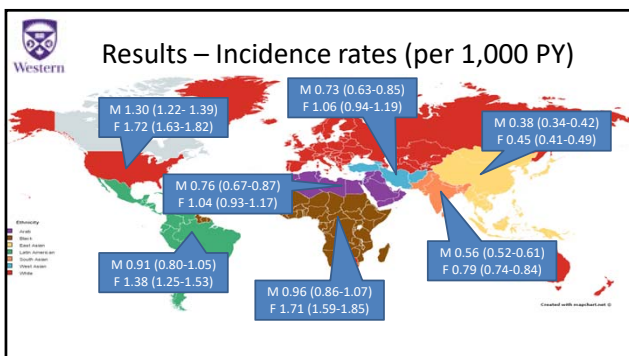 Western
Results – Incidence rates (per 1,000 PY)
M 1.30 (1.22- 1.39)
F 1.72 (1.63-1.82)
M 0.73 (0.63-0.85)
F 1.06 (0.94-1.19)
M 0.38 (0.34-0.42)
F 0.45 (0.41-0.49)
M 0.76 (0.67-0.87)
F 1.04 (0.93-1.17)
M 0.56 (0.52-0.61)
F 0.79 (0.74-0.84)
M 0.91 (0.80-1.05)
F 1.38 (1.25-1.53)
M 0.96 (0.86-1.07)
F 1.71 (1.59-1.85)
Ethnicity
Arab
Black
East Asian
Latin American
South Asian
West Asian
White
Created with mapchart.net ©